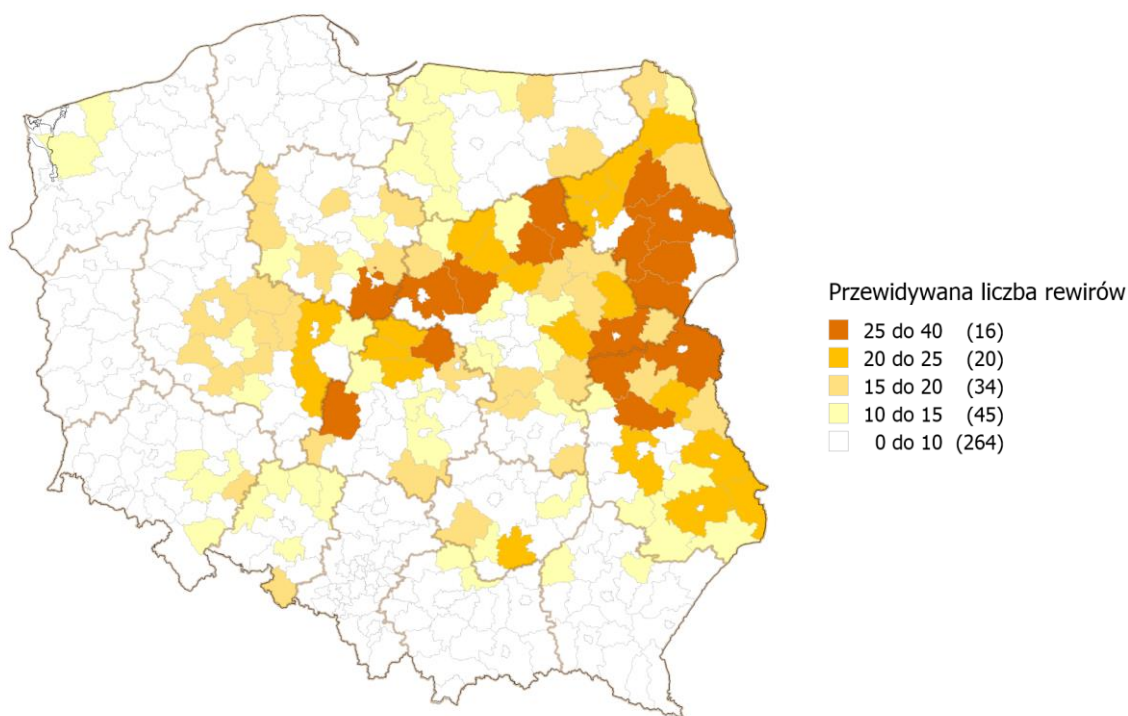 Przewidywana liczba rewirów
25 do 40 (16)
20 do 25 (20)
15 do 20 (34)
10 do 15 (45)
0 do 10 (264)